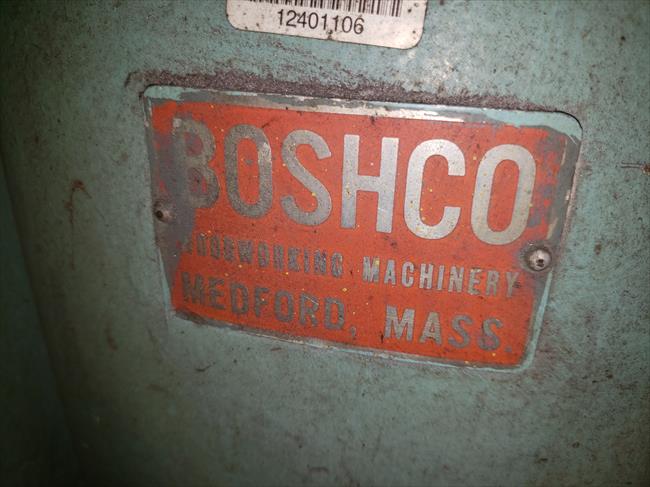 12401106
BOSHCO
WOODWORKING MACHINERY
MEDFORD, MASS.